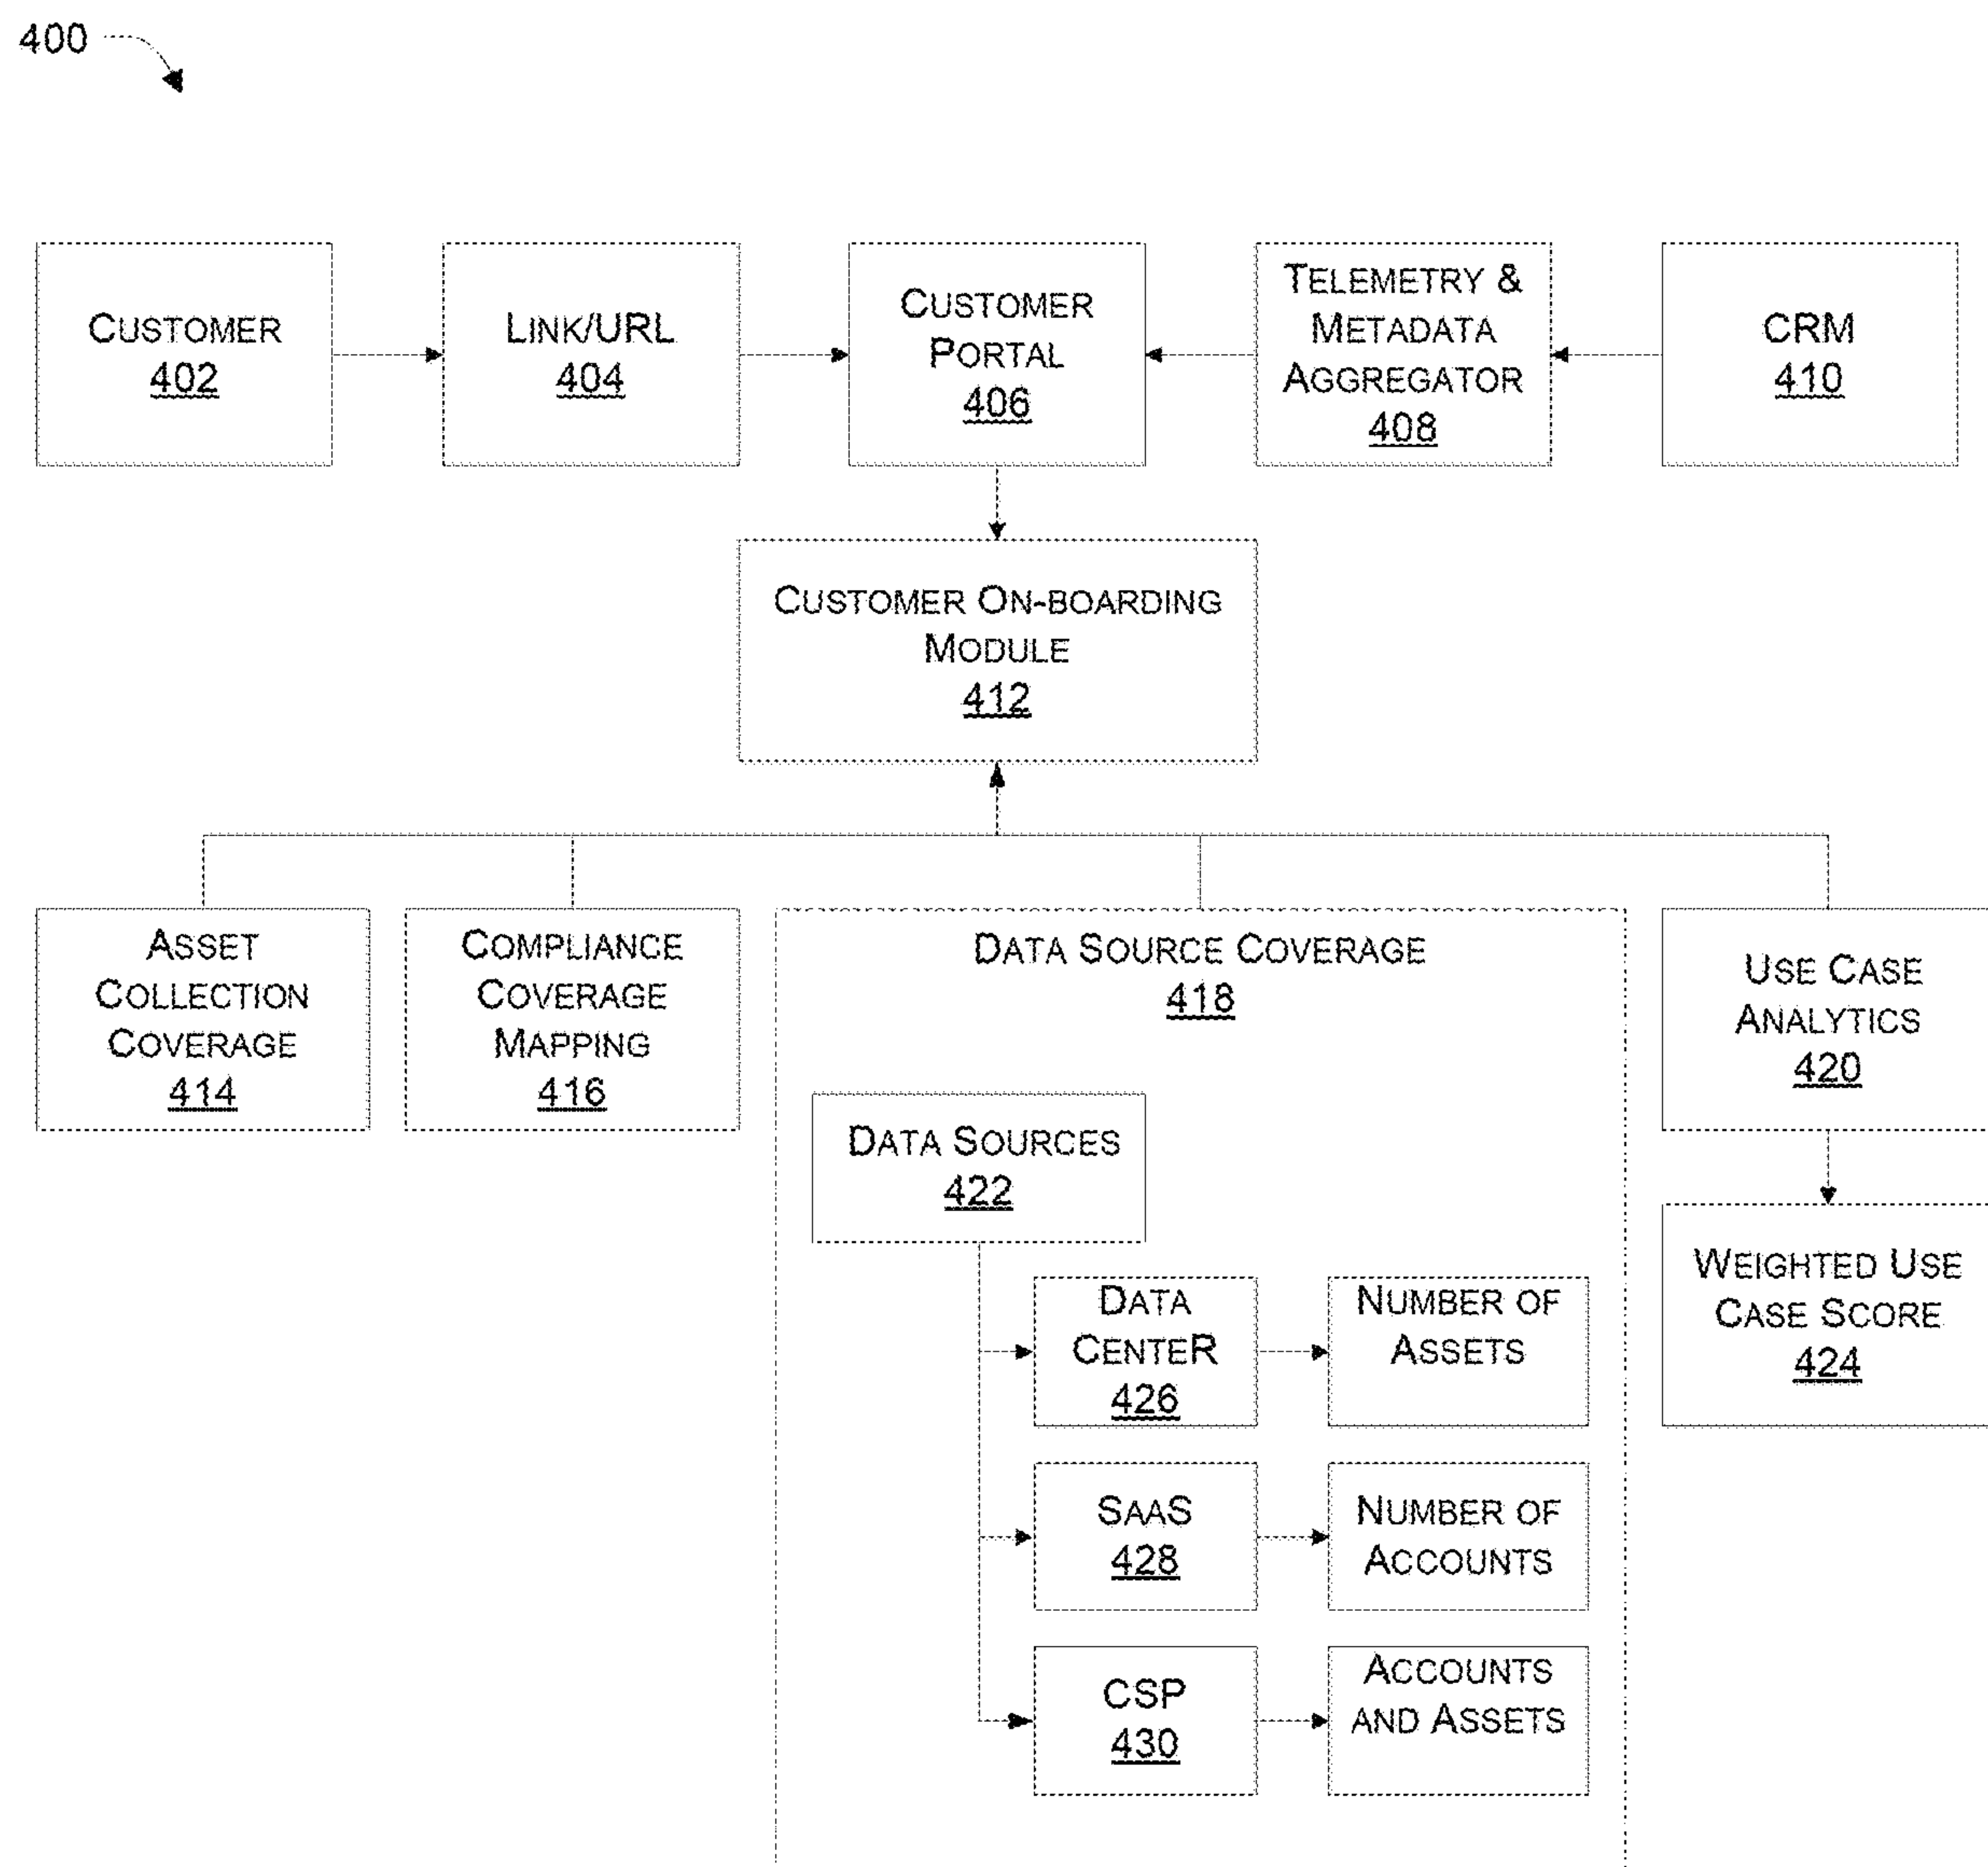 400
CUSTOMER
402
LINK/URL
404
CUSTOMER
PORTAL
406
TELEMETRY &
METADATA
AGGREGATOR
408
CRM
410
CUSTOMER ON-BOARDING
MODULE
412
ASSET
COLLECTION
COVERAGE
414
COMPLIANCE
COVERAGE
MAPPING
416
DATA SOURCE COVERAGE
418
USE CASE
ANALYTICS
420
DATA SOURCES
422
WEIGHTED USE
CASE SCORE
424
DATA
CENTER
426
NUMBER OF
ASSETS
SAAS
428
NUMBER OF
ACCOUNTS
CSP
430
ACCOUNTS
AND ASSETS